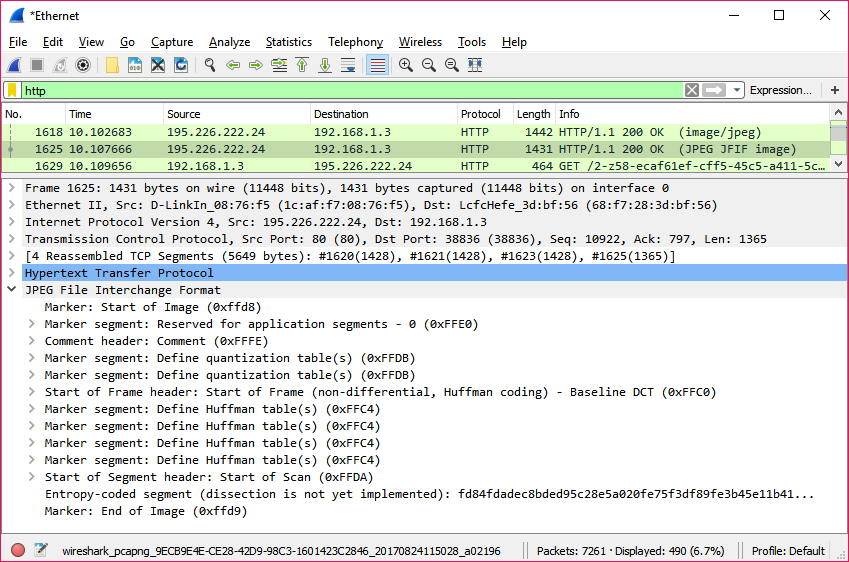 *Ethernet
File Edit View Go Capture Analyze Statistics Telephony Wireless Tools Help
http Expression... +
No. Time Source Destination Protocol Length Info
1618 10.102683 195.226.222.24 192.168.1.3 HTTP 1442 HTTP/1.1 200 OK (image/jpeg)
1625 10.107666 195.226.222.24 192.168.1.3 HTTP 1431 HTTP/1.1 200 OK (JPEG JFIF image)
1629 10.109656 192.168.1.3 195.226.222.24 HTTP 464 GET /2-z58-ecaf61ef-cff5-45c5-a411-5c…
Frame 1625: 1431 bytes on wire (11448 bits), 1431 bytes captured (11448 bits) on interface 0
Ethernet II, Src: D-LinkIn_08:76:f5 (1c:af:f7:08:76:f5), Dst: LcfcHefe_3d:bf:56 (68:f7:28:3d:bf:56)
Internet Protocol Version 4, Src: 195.226.222.24, Dst: 192.168.1.3
Transmission Control Protocol, Src Port: 80 (80), Dst Port: 38836 (38836), Seq: 10922, Ack: 797, Len: 1365
[4 Reassembled TCP Segments (5649 bytes): #1620(1428), #1621(1428), #1623(1428), #1625(1365)]
Hypertext Transfer Protocol
JPEG File Interchange Format
Marker: Start of Image (0xffd8)
Marker segment: Reserved for application segments - 0 (0xFFE0)
Comment header: Comment (0xFFFE)
Marker segment: Define quantization table(s) (0xFFDB)
Marker segment: Define quantization table(s) (0xFFDB)
Start of Frame header: Start of Frame (non-differential, Huffman coding) - Baseline DCT (0xFFC0)
Marker segment: Define Huffman table(s) (0xFFC4)
Marker segment: Define Huffman table(s) (0xFFC4)
Marker segment: Define Huffman table(s) (0xFFC4)
Marker segment: Define Huffman table(s) (0xFFC4)
Start of Segment header: Start of Scan (0xFFDA)
Entropy-coded segment (dissection is not yet implemented): fd84fdadec8bded95c28e5a020fe75f3df89fe3b45e11b41...
Marker: End of Image (0xffd9)
wireshark_pcapng_9ECB9E4E-CE28-42D9-98C3-1601423C2846_20170824115028_a02196 Packets: 7261 · Displayed: 490 (6.7%) Profile: Default